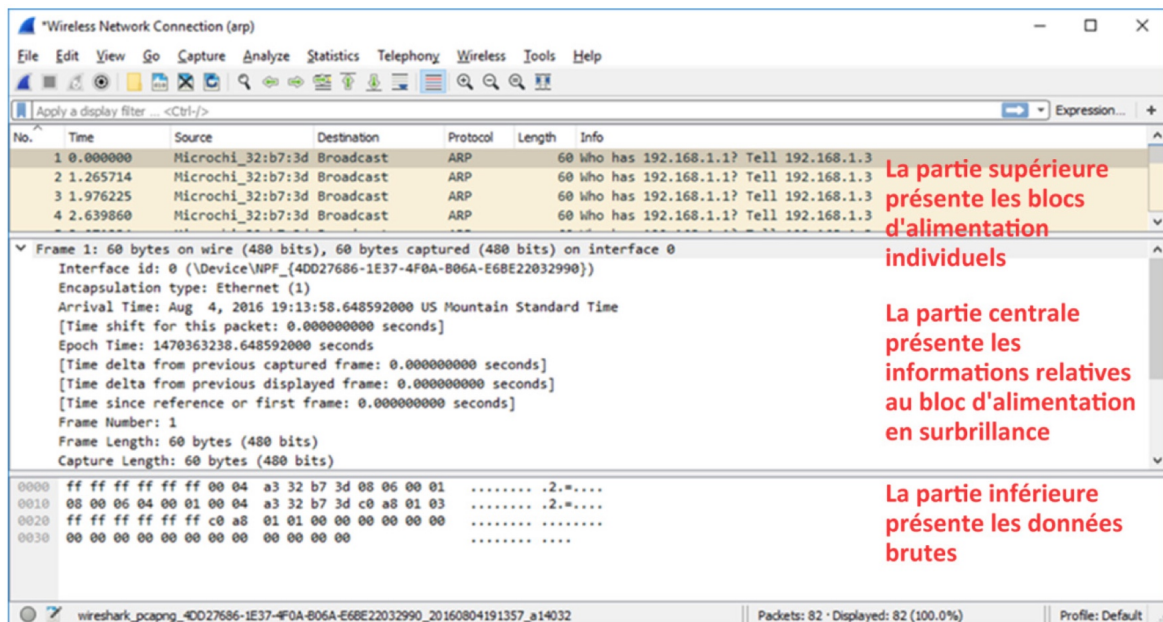 *Wireless Network Connection (arp)
File Edit View Go Capture Analyze Statistics Telephony Wireless Tools Help
Apply a display filter ... <Ctrl-/> Expression... +
No. Time Source Destination Protocol Length Info
1 0.000000 Microchi_32:b7:3d Broadcast ARP 60 Who has 192.168.1.1? Tell 192.168.1.3
2 1.265714 Microchi_32:b7:3d Broadcast ARP 60 Who has 192.168.1.1? Tell 192.168.1.3
3 1.976225 Microchi_32:b7:3d Broadcast ARP 60 Who has 192.168.1.1? Tell 192.168.1.3
4 2.639860 Microchi_32:b7:3d Broadcast ARP 60 Who has 192.168.1.1? Tell 192.168.1.3
La partie supérieure
présente les blocs
d'alimentation
individuels
Frame 1: 60 bytes on wire (480 bits), 60 bytes captured (480 bits) on interface 0
Interface id: 0 (\Device\NPF_{4DD27686-1E37-4F0A-B06A-E6BE22032990})
Encapsulation type: Ethernet (1)
Arrival Time: Aug 4, 2016 19:13:58.648592000 US Mountain Standard Time
[Time shift for this packet: 0.000000000 seconds]
Epoch Time: 1470363238.648592000 seconds
[Time delta from previous captured frame: 0.000000000 seconds]
[Time delta from previous displayed frame: 0.000000000 seconds]
[Time since reference or first frame: 0.000000000 seconds]
Frame Number: 1
Frame Length: 60 bytes (480 bits)
Capture Length: 60 bytes (480 bits)
La partie centrale
présente les
informations relatives
au bloc d'alimentation
en surbrillance
0000 ff ff ff ff ff ff 00 04 a3 32 b7 3d 08 06 00 01 ........ .2.=....
0010 08 00 06 04 00 01 00 04 a3 32 b7 3d c0 a8 01 03 ........ .2.=....
0020 ff ff ff ff ff ff c0 a8 01 01 00 00 00 00 00 00 ........ ........
0030 00 00 00 00 00 00 00 00 00 00 00 00 ........ ....
La partie inférieure
présente les données
brutes
wireshark_pcapng_4DD27686-1E37-4F0A-B06A-E6BE22032990_20160804191357_a14032 Packets: 82 · Displayed: 82 (100.0%) Profile: Default